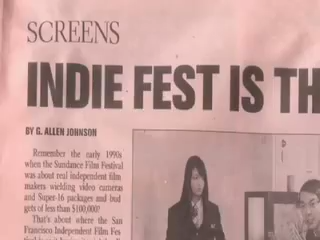 SCREENS
INDIE FEST IS TH
BY G. ALLEN JOHNSON
Remember the early 1990s
when the Sundance Film Festival
was about real independent film
makers wielding video cameras
and Super-16 packages and bud
gets of less than $100,000?
That's about where the San
Francisco Independent Film Fes